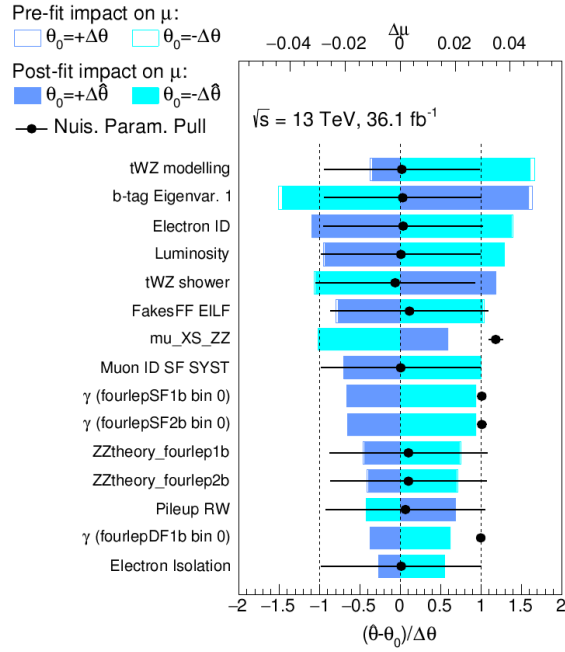 Pre-fit impact on μ:
θ₀=+Δθ θ₀=-Δθ
Post-fit impact on μ:
θ₀=+Δθ̂ θ₀=-Δθ̂
Nuis. Param. Pull
Δμ
−0.04 −0.02 0 0.02 0.04
√s = 13 TeV, 36.1 fb⁻¹
tWZ modelling
b-tag Eigenvar. 1
Electron ID
Luminosity
tWZ shower
FakesFF ElLF
mu_XS_ZZ
Muon ID SF SYST
γ (fourlepSF1b bin 0)
γ (fourlepSF2b bin 0)
ZZtheory_fourlep1b
ZZtheory_fourlep2b
Pileup RW
γ (fourlepDF1b bin 0)
Electron Isolation
−2 −1.5 −1 −0.5 0 0.5 1 1.5 2
(θ̂-θ₀)/Δθ